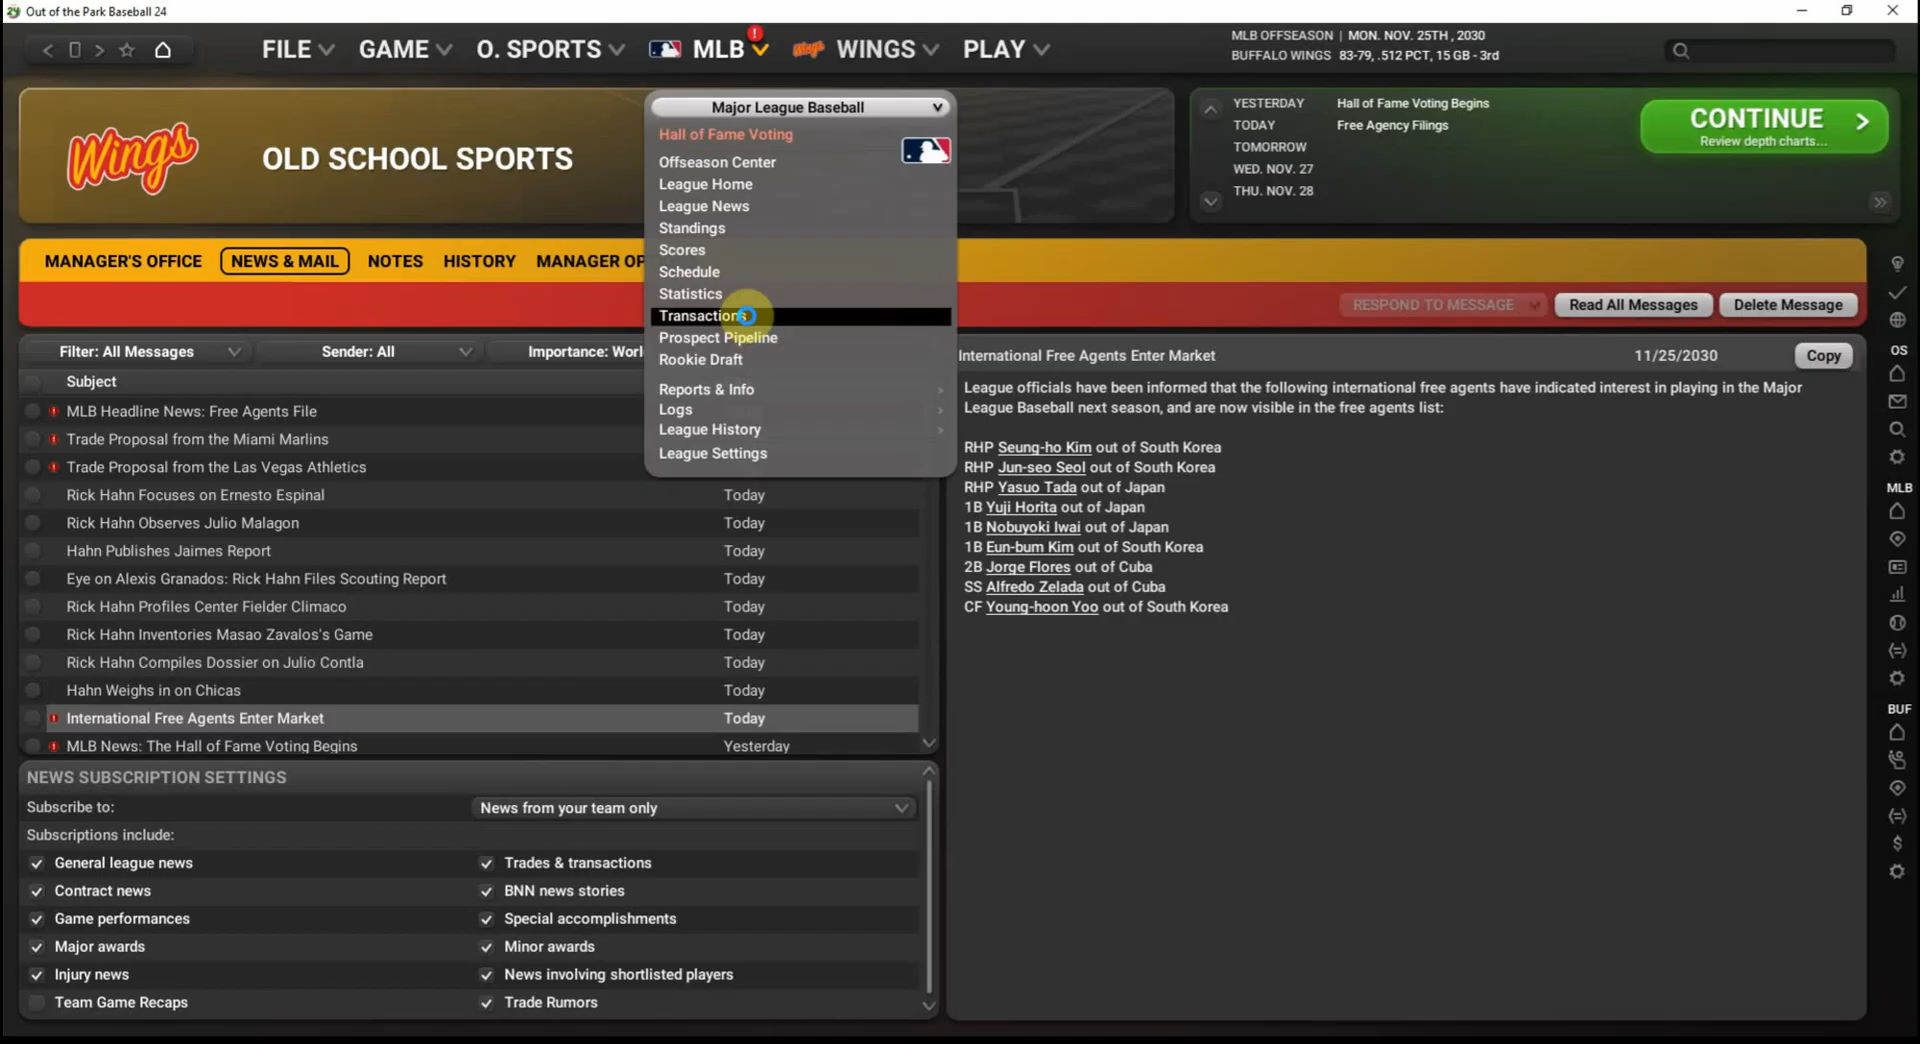 Out of the Park Baseball 24
FILE GAME O. SPORTS MLB WINGS PLAY
MLB OFFSEASON | MON. NOV. 25TH , 2030
BUFFALO WINGS 83-79, .512 PCT, 15 GB - 3rd
Wings
OLD SCHOOL SPORTS
Major League Baseball
Hall of Fame Voting
Offseason Center
League Home
League News
Standings
Scores
Schedule
Statistics
Transactions
Prospect Pipeline
Rookie Draft
Reports & Info
Logs
League History
League Settings
YESTERDAY Hall of Fame Voting Begins
TODAY Free Agency Filings
TOMORROW
WED. NOV. 27
THU. NOV. 28
CONTINUE
Review depth charts...
MANAGER'S OFFICE NEWS & MAIL NOTES HISTORY MANAGER OP
RESPOND TO MESSAGE Read All Messages Delete Message
Filter: All Messages Sender: All Importance: Worl
Subject
MLB Headline News: Free Agents File
Trade Proposal from the Miami Marlins
Trade Proposal from the Las Vegas Athletics
Rick Hahn Focuses on Ernesto Espinal Today
Rick Hahn Observes Julio Malagon Today
Hahn Publishes Jaimes Report Today
Eye on Alexis Granados: Rick Hahn Files Scouting Report Today
Rick Hahn Profiles Center Fielder Climaco Today
Rick Hahn Inventories Masao Zavalos's Game Today
Rick Hahn Compiles Dossier on Julio Contla Today
Hahn Weighs in on Chicas Today
International Free Agents Enter Market Today
MLB News: The Hall of Fame Voting Begins Yesterday
International Free Agents Enter Market 11/25/2030 Copy
League officials have been informed that the following international free agents have indicated interest in playing in the Major
League Baseball next season, and are now visible in the free agents list:
RHP Seung-ho Kim out of South Korea
RHP Jun-seo Seol out of South Korea
RHP Yasuo Tada out of Japan
1B Yuji Horita out of Japan
1B Nobuyoki Iwai out of Japan
1B Eun-bum Kim out of South Korea
2B Jorge Flores out of Cuba
SS Alfredo Zelada out of Cuba
CF Young-hoon Yoo out of South Korea
NEWS SUBSCRIPTION SETTINGS
Subscribe to: News from your team only
Subscriptions include:
General league news Trades & transactions
Contract news BNN news stories
Game performances Special accomplishments
Major awards Minor awards
Injury news News involving shortlisted players
Team Game Recaps Trade Rumors
OS
MLB
BUF